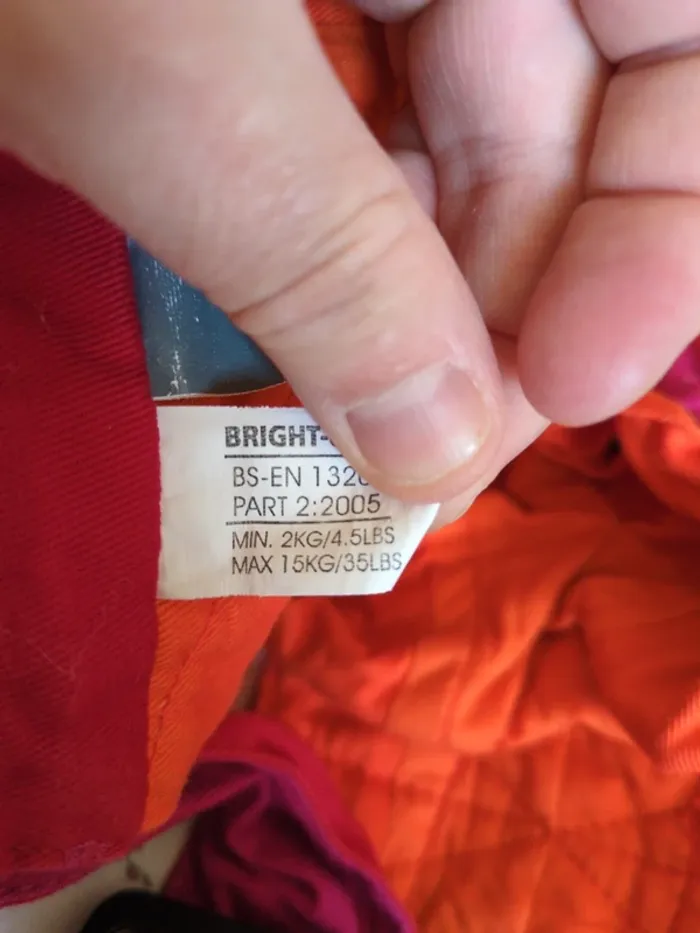 BRIGHT-
BS-EN 132
PART 2:2005
MIN. 2KG/4.5LBS
MAX 15KG/35LBS